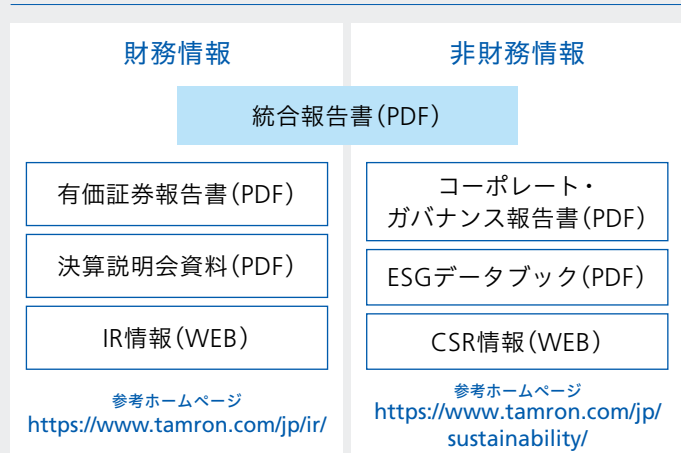 財務情報
非財務情報
統合報告書(PDF)
有価証券報告書(PDF)
決算説明会資料(PDF)
IR情報(WEB)
参考ホームページ
https://www.tamron.com/jp/ir/
コーポレート・
ガバナンス報告書(PDF)
ESGデータブック(PDF)
CSR情報(WEB)
参考ホームページ
https://www.tamron.com/jp/
sustainability/